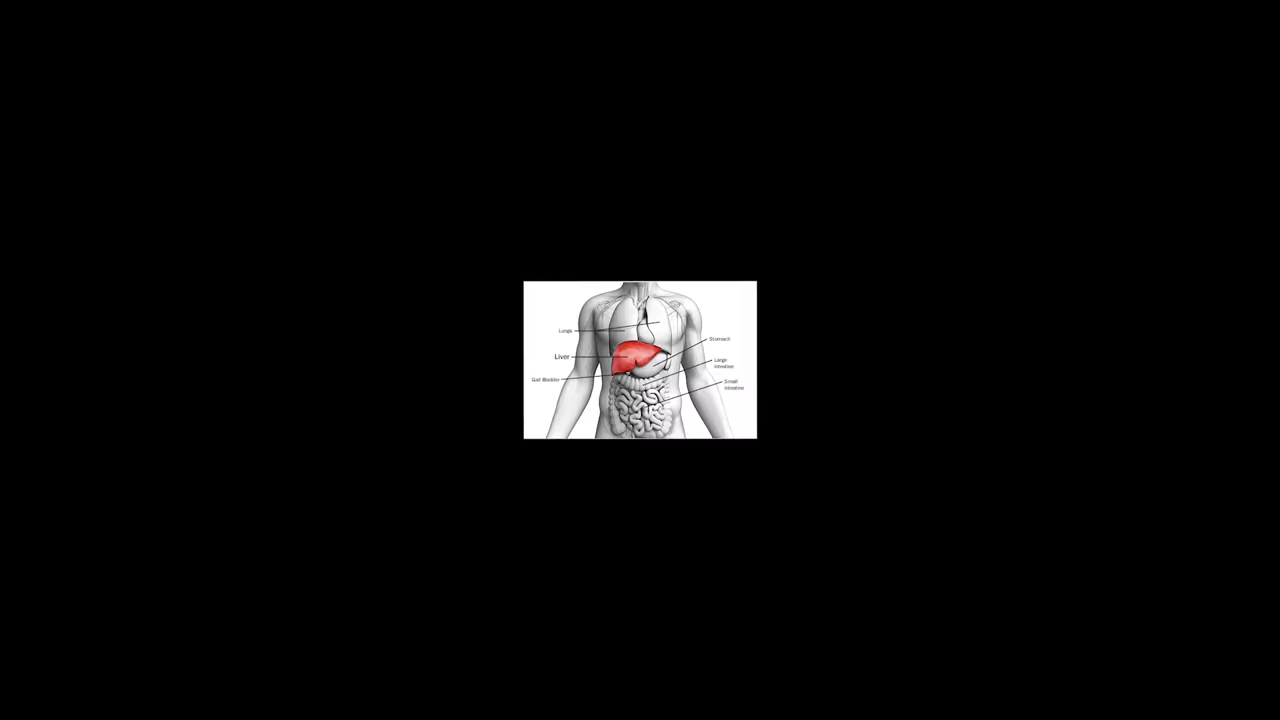 Lungs
Stomach
Liver
Large
Intestine
Gall Bladder
Small
Intestine